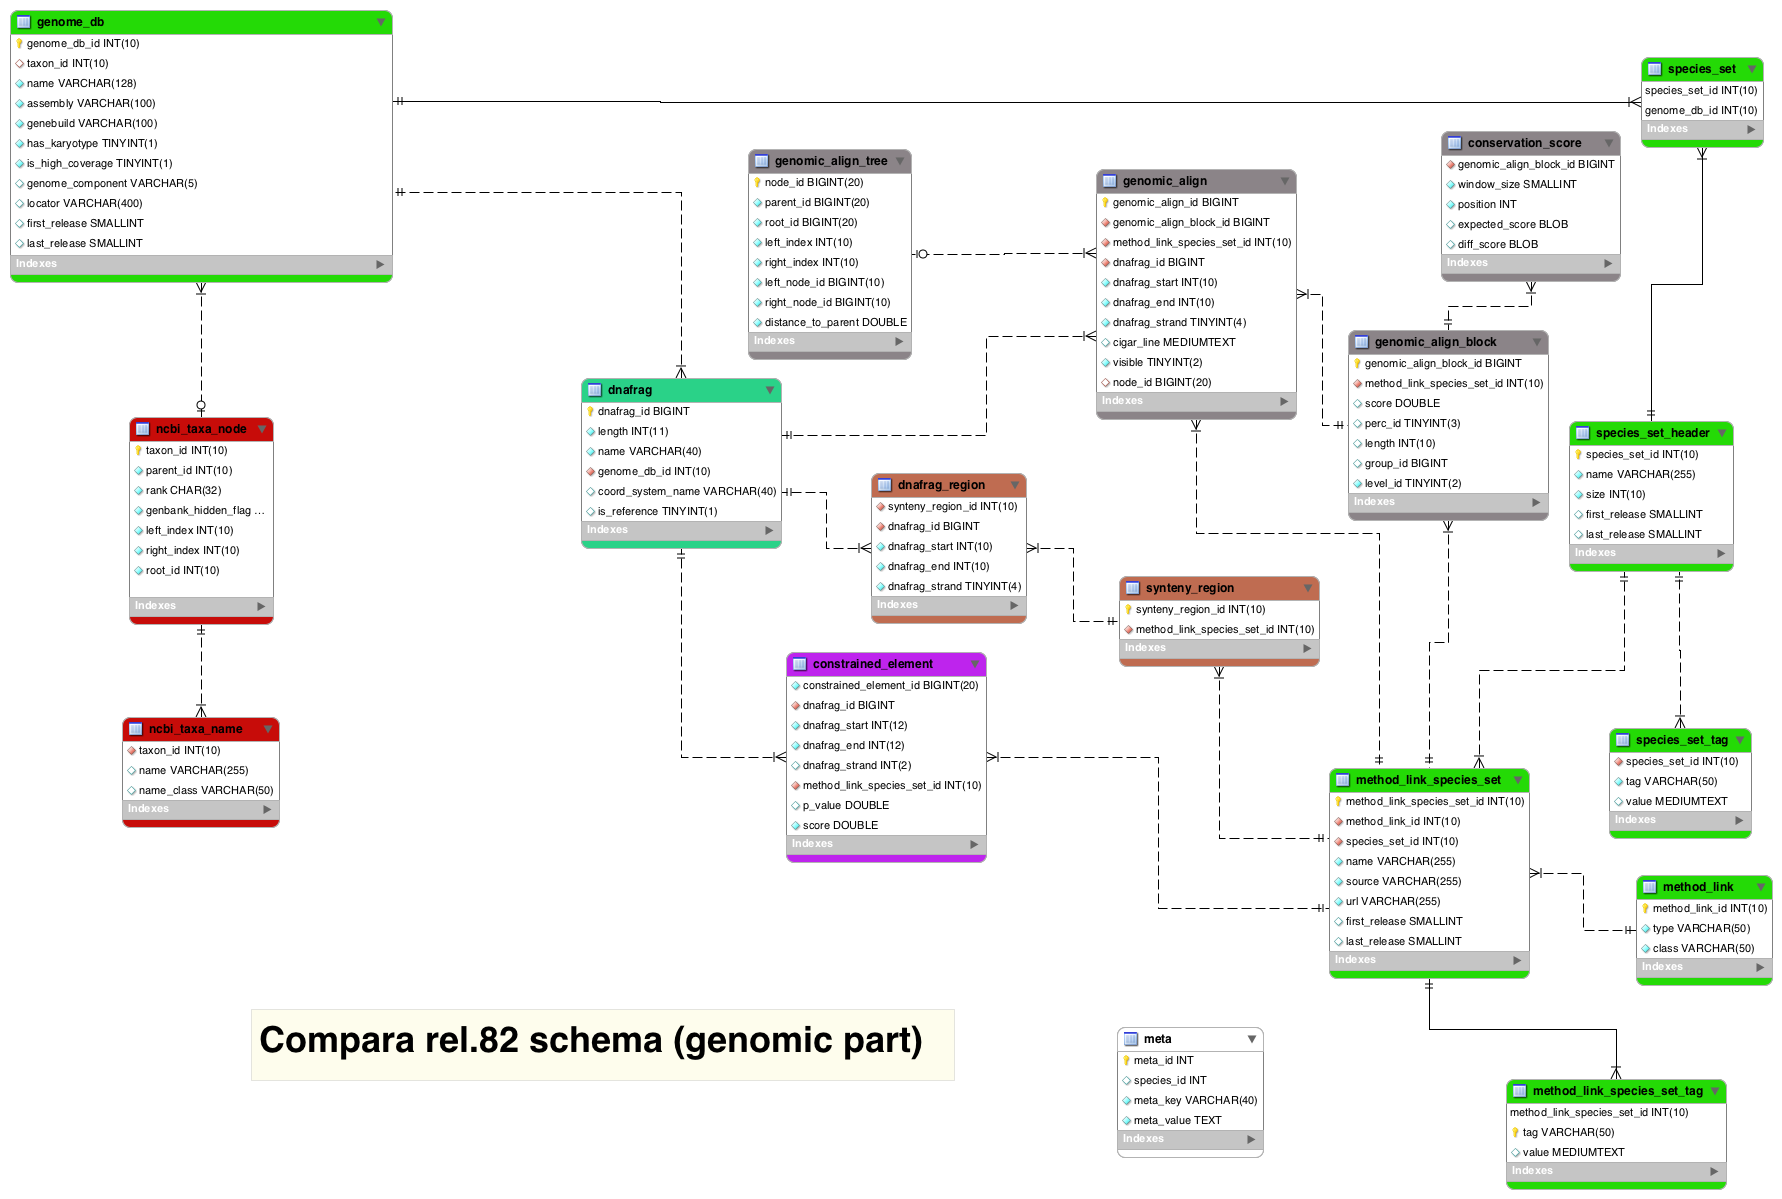 genome_db
genome_db_id INT(10)
taxon_id INT(10)
name VARCHAR(128)
assembly VARCHAR(100)
genebuild VARCHAR(100)
has_karyotype TINYINT(1)
is_high_coverage TINYINT(1)
genome_component VARCHAR(5)
locator VARCHAR(400)
first_release SMALLINT
last_release SMALLINT
Indexes
species_set
species_set_id INT(10)
genome_db_id INT(10)
Indexes
conservation_score
genomic_align_block_id BIGINT
window_size SMALLINT
position INT
expected_score BLOB
diff_score BLOB
Indexes
genomic_align_tree
node_id BIGINT(20)
parent_id BIGINT(20)
root_id BIGINT(20)
left_index INT(10)
right_index INT(10)
left_node_id BIGINT(10)
right_node_id BIGINT(10)
distance_to_parent DOUBLE
Indexes
genomic_align
genomic_align_id BIGINT
genomic_align_block_id BIGINT
method_link_species_set_id INT(10)
dnafrag_id BIGINT
dnafrag_start INT(10)
dnafrag_end INT(10)
dnafrag_strand TINYINT(4)
cigar_line MEDIUMTEXT
visible TINYINT(2)
node_id BIGINT(20)
Indexes
genomic_align_block
genomic_align_block_id BIGINT
method_link_species_set_id INT(10)
score DOUBLE
perc_id TINYINT(3)
length INT(10)
group_id BIGINT
level_id TINYINT(2)
Indexes
dnafrag
dnafrag_id BIGINT
length INT(11)
name VARCHAR(40)
genome_db_id INT(10)
coord_system_name VARCHAR(40)
is_reference TINYINT(1)
Indexes
ncbi_taxa_node
taxon_id INT(10)
parent_id INT(10)
rank CHAR(32)
genbank_hidden_flag ...
left_index INT(10)
right_index INT(10)
root_id INT(10)
Indexes
species_set_header
species_set_id INT(10)
name VARCHAR(255)
size INT(10)
first_release SMALLINT
last_release SMALLINT
Indexes
dnafrag_region
synteny_region_id INT(10)
dnafrag_id BIGINT
dnafrag_start INT(10)
dnafrag_end INT(10)
dnafrag_strand TINYINT(4)
Indexes
synteny_region
synteny_region_id INT(10)
method_link_species_set_id INT(10)
Indexes
constrained_element
constrained_element_id BIGINT(20)
dnafrag_id BIGINT
dnafrag_start INT(12)
dnafrag_end INT(12)
dnafrag_strand INT(2)
method_link_species_set_id INT(10)
p_value DOUBLE
score DOUBLE
Indexes
ncbi_taxa_name
taxon_id INT(10)
name VARCHAR(255)
name_class VARCHAR(50)
Indexes
species_set_tag
species_set_id INT(10)
tag VARCHAR(50)
value MEDIUMTEXT
Indexes
method_link_species_set
method_link_species_set_id INT(10)
method_link_id INT(10)
species_set_id INT(10)
name VARCHAR(255)
source VARCHAR(255)
url VARCHAR(255)
first_release SMALLINT
last_release SMALLINT
Indexes
method_link
method_link_id INT(10)
type VARCHAR(50)
class VARCHAR(50)
Indexes
Compara rel.82 schema (genomic part)
meta
meta_id INT
species_id INT
meta_key VARCHAR(40)
meta_value TEXT
Indexes
method_link_species_set_tag
method_link_species_set_id INT(10)
tag VARCHAR(50)
value MEDIUMTEXT
Indexes